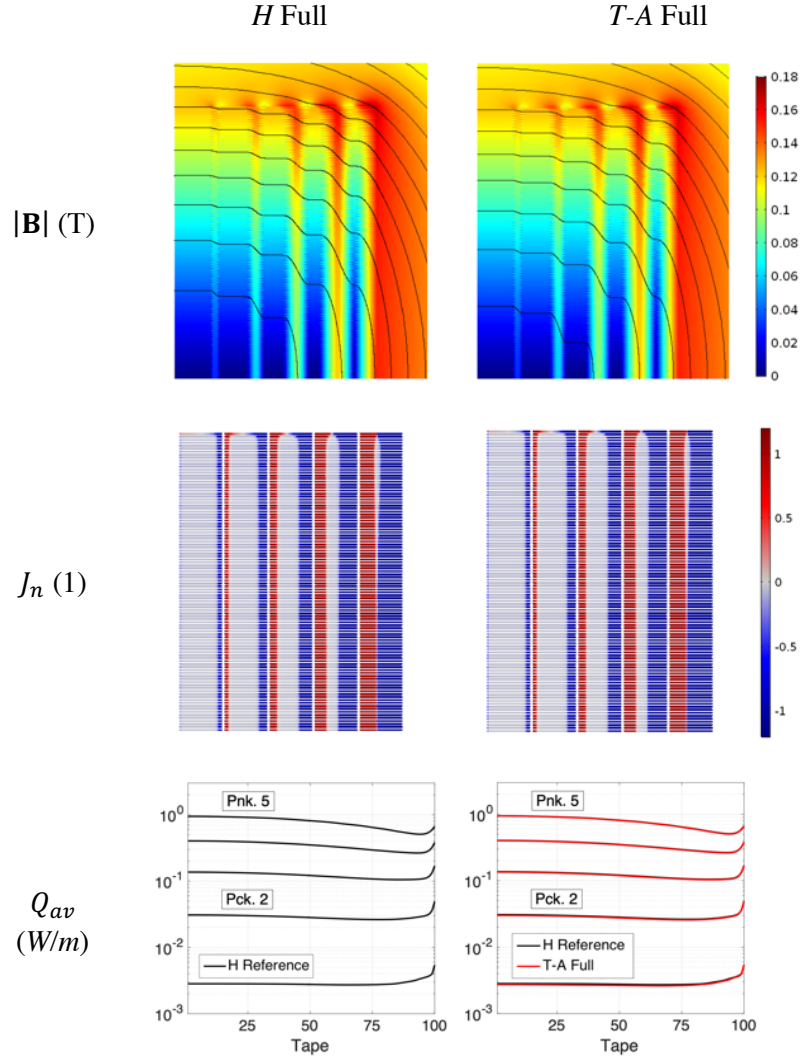 H Full
T-A Full
|B| (T)
0.18
0.16
0.14
0.12
0.10
0.08
0.06
0.04
0.02
0
J_n (1)
1
0.5
0
-0.5
-1
Q_av
(W/m)
10^0
10^-1
10^-2
10^-3
Pnk. 5
Pck. 2
H Reference
0
25
50
75
100
Tape
10^0
10^-1
10^-2
10^-3
Pnk. 5
Pck. 2
H Reference
T-A Full
0
25
50
75
100
Tape